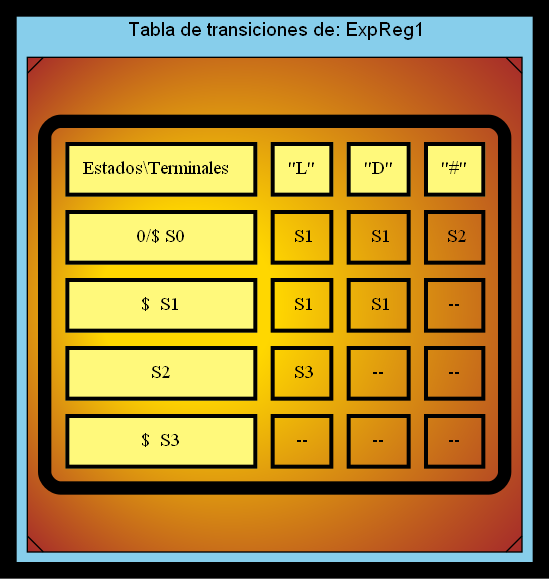 Tabla de transiciones de: ExpReg1
Estados\Terminales "L" "D" "#"
0/$ S0 S1 S1 S2
$ S1 S1 S1 --
S2 S3 -- --
$ S3 -- -- --